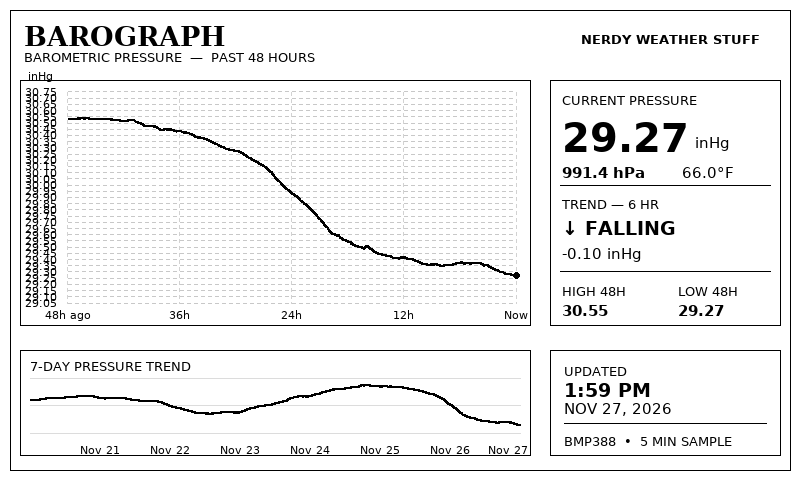 BAROGRAPH
BAROMETRIC PRESSURE — PAST 48 HOURS
NERDY WEATHER STUFF
inHg
30.75
30.70
30.65
30.60
30.55
30.50
30.45
30.40
30.35
30.30
30.25
30.20
30.15
30.10
30.05
30.00
29.95
29.90
29.85
29.80
29.75
29.70
29.65
29.60
29.55
29.50
29.45
29.40
29.35
29.30
29.25
29.20
29.15
29.10
29.05
48h ago 36h 24h 12h Now
CURRENT PRESSURE
29.27 inHg
991.4 hPa 66.0°F
TREND — 6 HR
↓ FALLING
-0.10 inHg
HIGH 48H LOW 48H
30.55 29.27
7-DAY PRESSURE TREND
Nov 21 Nov 22 Nov 23 Nov 24 Nov 25 Nov 26 Nov 27
UPDATED
1:59 PM
NOV 27, 2026
BMP388 • 5 MIN SAMPLE